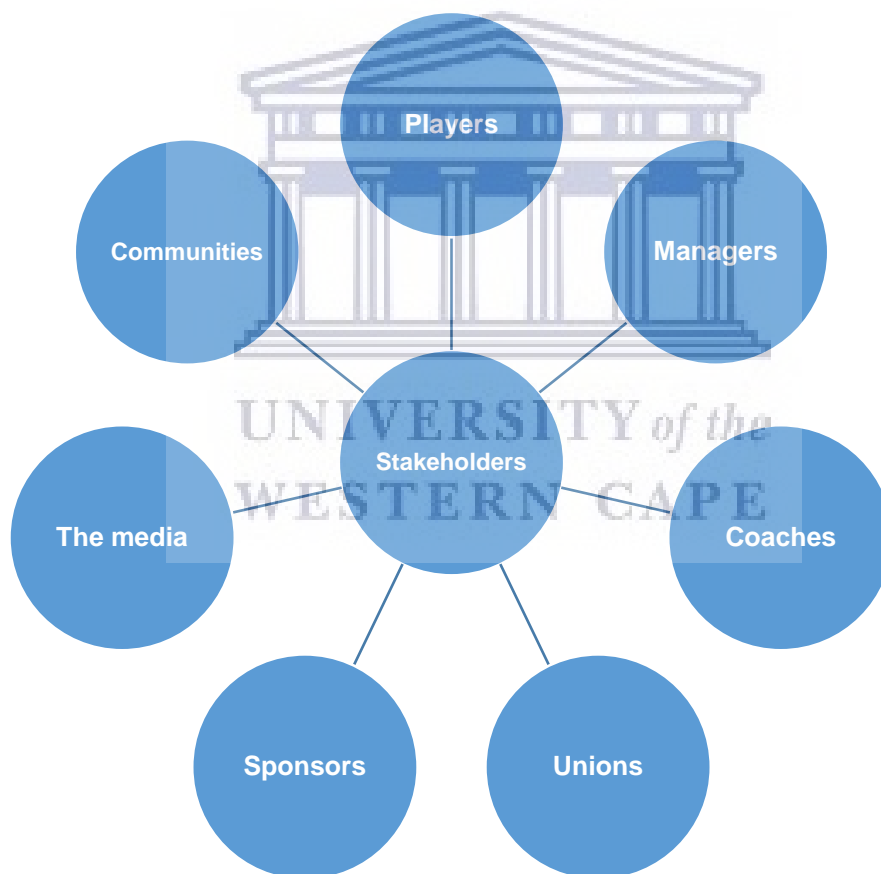 Players
Communities
Managers
UNIVERSITY of the
Stakeholders
WESTERN CAPE
The media
Coaches
Sponsors
Unions